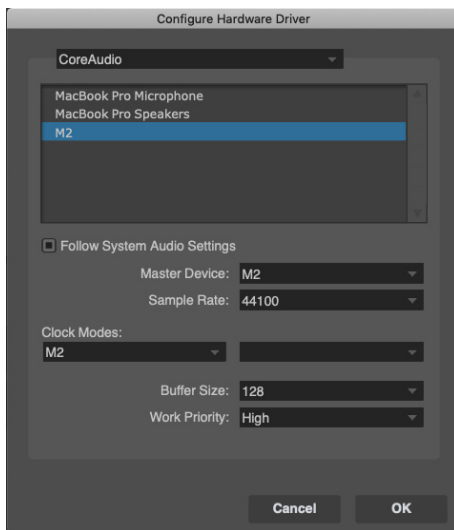 Configure Hardware Driver
CoreAudio
MacBook Pro Microphone
MacBook Pro Speakers
M2
Follow System Audio Settings
Master Device: M2
Sample Rate: 44100
Clock Modes:
M2
Buffer Size: 128
Work Priority: High
Cancel OK